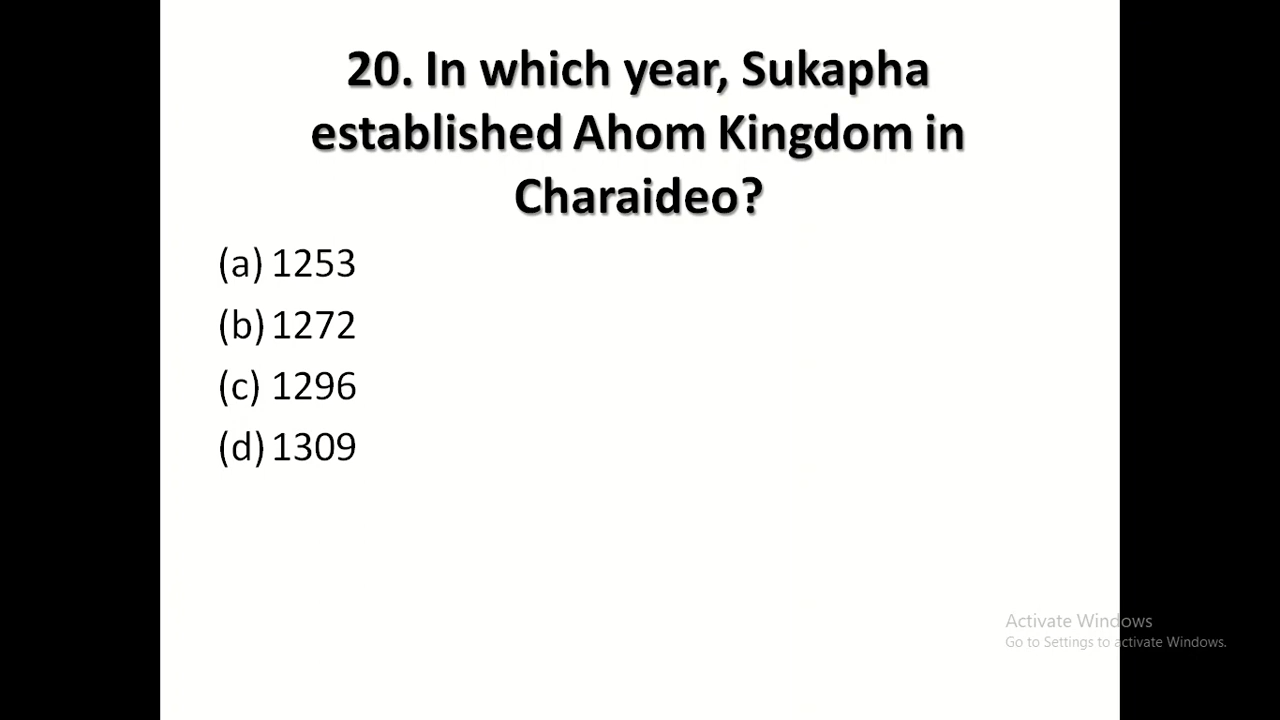 20. In which year, Sukapha
established Ahom Kingdom in
Charaideo?
(a) 1253
(b) 1272
(c) 1296
(d) 1309
Activate Windows
Go to Settings to activate Windows.